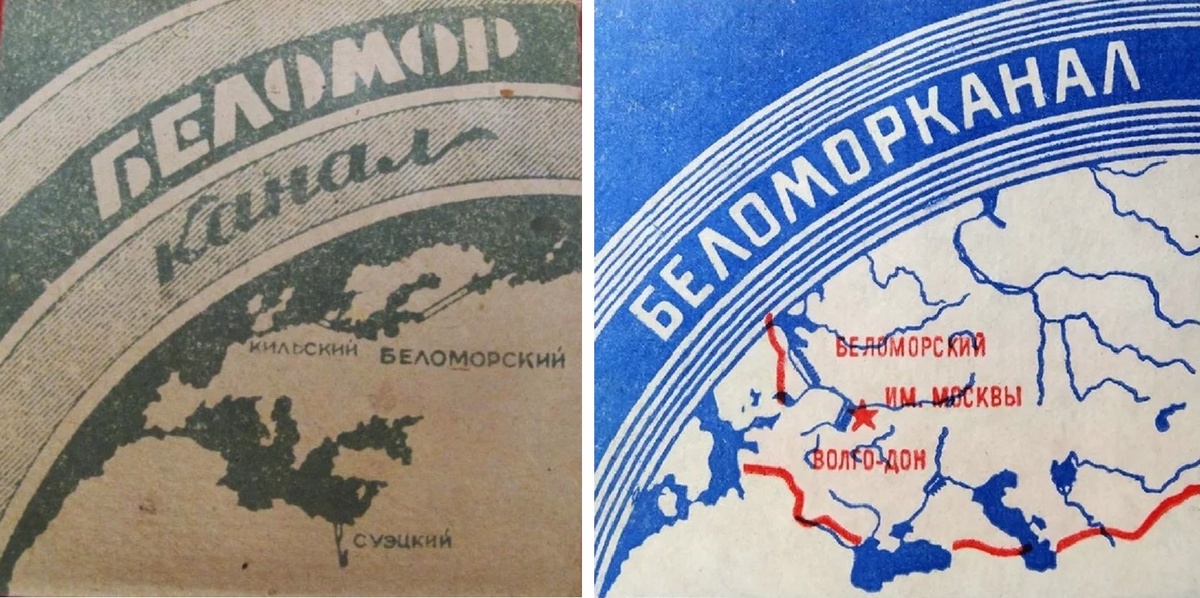 БЕЛОМОР
канал
КИЛЬСКИЙ
БЕЛОМОРСКИЙ
СУЭЦКИЙ
БЕЛОМОРКАНАЛ
БЕЛОМОРСКИЙ
ИМ. МОСКВЫ
ВОЛГО-ДОН